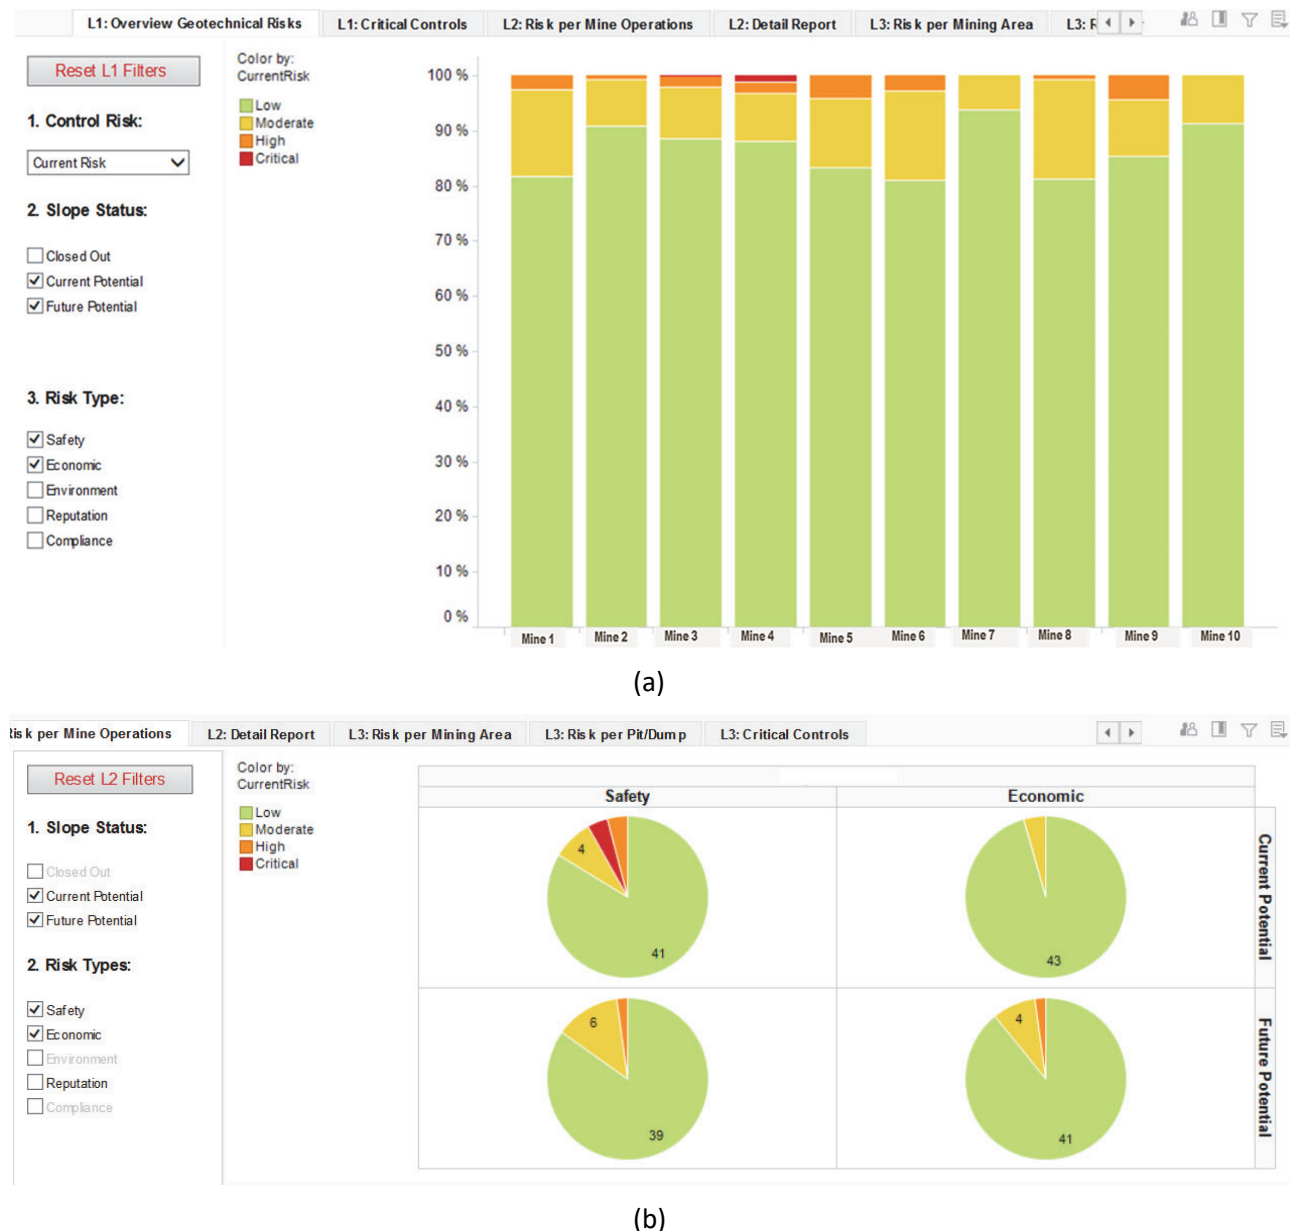 L1: Overview Geotechnical Risks
L1: Critical Controls
L2: Risk per Mine Operations
L2: Detail Report
L3: Risk per Mining Area
L3:
Reset L1 Filters
1. Control Risk:
Current Risk
2. Slope Status:
Closed Out
Current Potential
Future Potential
3. Risk Type:
Safety
Economic
Environment
Reputation
Compliance
Color by:
CurrentRisk
Low
Moderate
High
Critical
100 %
90 %
80 %
70 %
60 %
50 %
40 %
30 %
20 %
10 %
0 %
Mine 1
Mine 2
Mine 3
Mine 4
Mine 5
Mine 6
Mine 7
Mine 8
Mine 9
Mine 10
(a)
Risk per Mine Operations
L2: Detail Report
L3: Risk per Mining Area
L3: Risk per Pit/Dump
L3: Critical Controls
Reset L2 Filters
1. Slope Status:
Closed Out
Current Potential
Future Potential
2. Risk Types:
Safety
Economic
Environment
Reputation
Compliance
Color by:
CurrentRisk
Low
Moderate
High
Critical
Safety
Economic
4
41
43
Current Potential
6
39
4
41
Future Potential
(b)